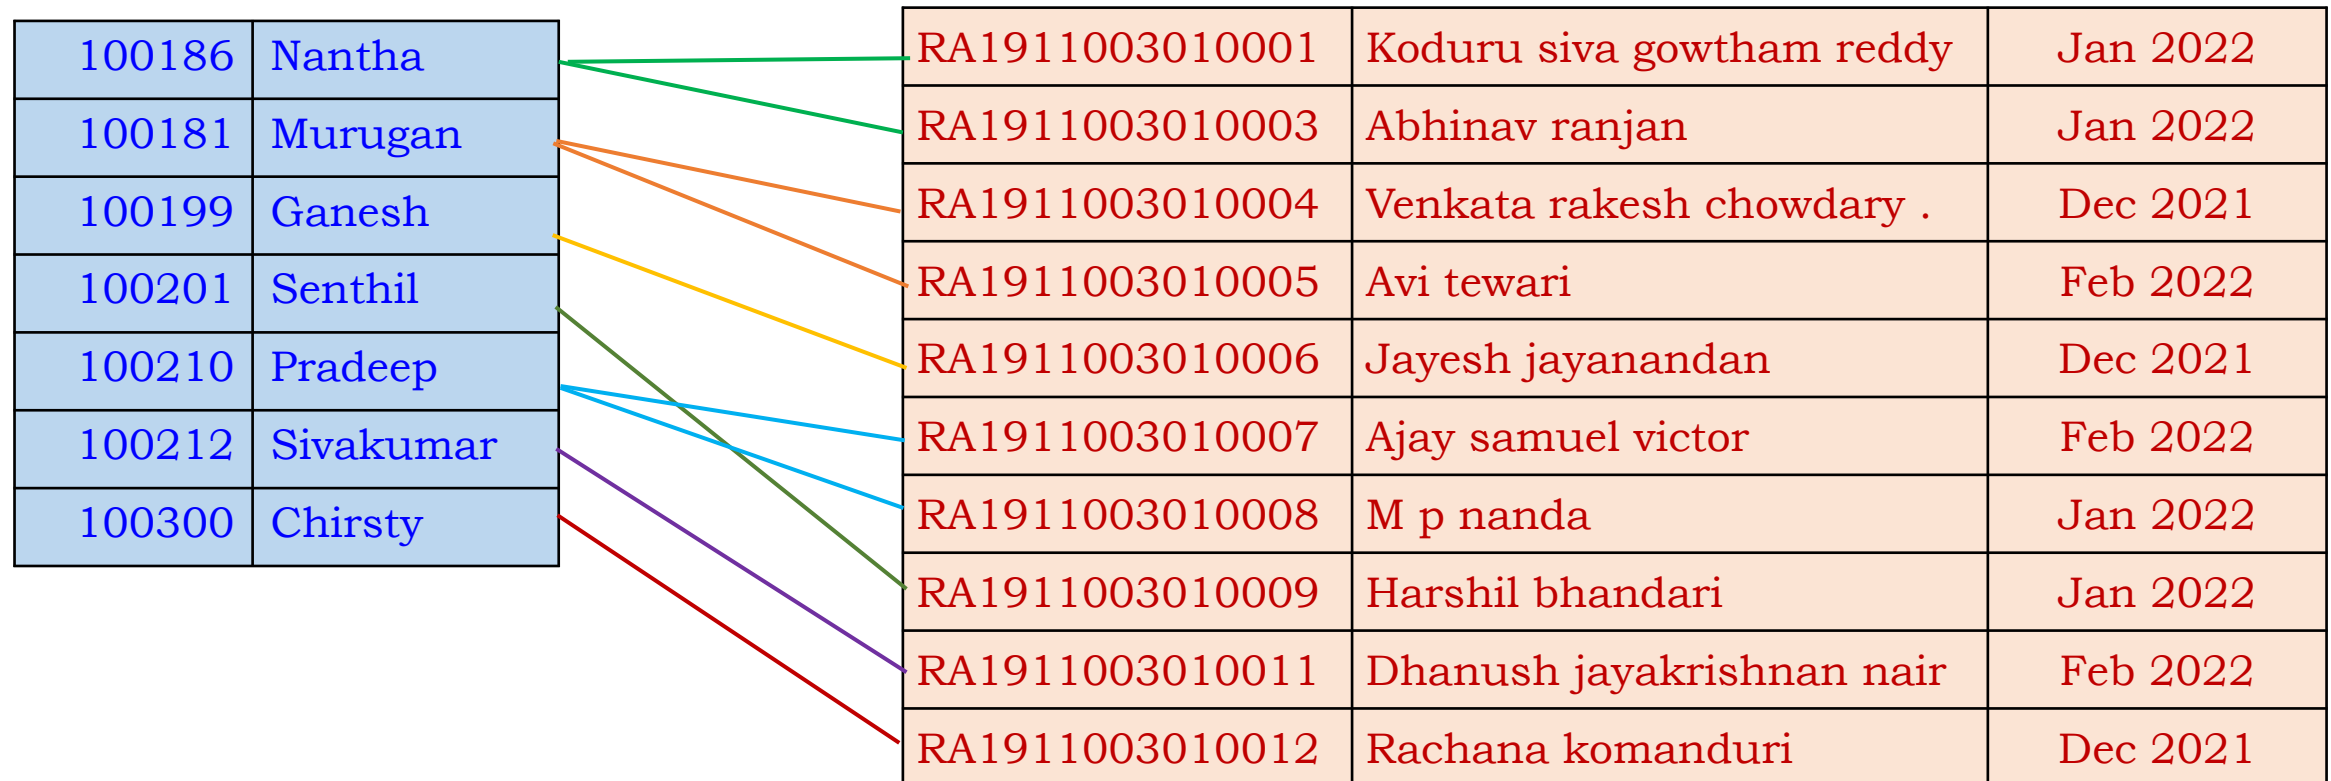 100186 Nantha
100181 Murugan
100199 Ganesh
100201 Senthil
100210 Pradeep
100212 Sivakumar
100300 Chirsty
RA1911003010001 Koduru siva gowtham reddy Jan 2022
RA1911003010003 Abhinav ranjan Jan 2022
RA1911003010004 Venkata rakesh chowdary . Dec 2021
RA1911003010005 Avi tewari Feb 2022
RA1911003010006 Jayesh jayanandan Dec 2021
RA1911003010007 Ajay samuel victor Feb 2022
RA1911003010008 M p nanda Jan 2022
RA1911003010009 Harshil bhandari Jan 2022
RA1911003010011 Dhanush jayakrishnan nair Feb 2022
RA1911003010012 Rachana komanduri Dec 2021